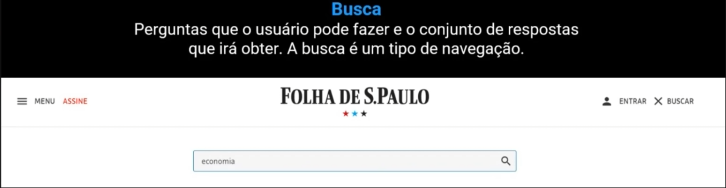 Busca
Perguntas que o usuário pode fazer e o conjunto de respostas
que irá obter. A busca é um tipo de navegação.
MENU ASSINE FOLHA DE S.PAULO ENTRAR BUSCAR
economia